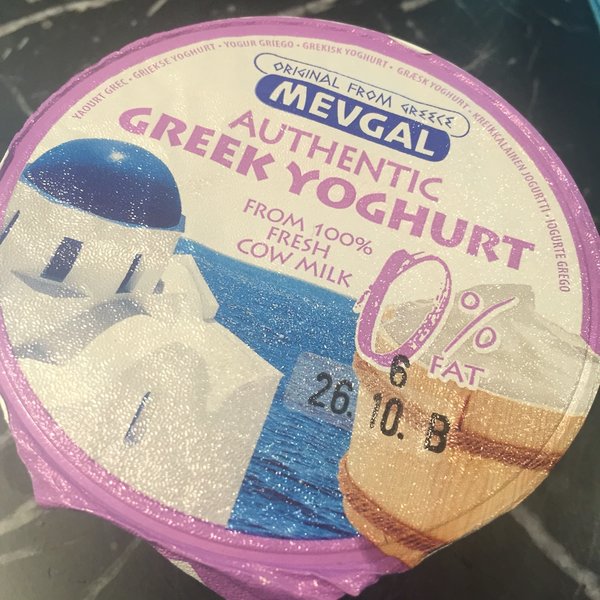 YAOURT GREC • GRIEKSE YOGHURT • YOGUR GRIEGO • GREKISK YOGHURT • GRÆSK YOGHURT • KREIKKALAINEN JOGURTTI • IOGURTE GREGO
ORIGINAL FROM GREECE
MEVGAL
AUTHENTIC
GREEK YOGHURT
FROM 100%
FRESH
COW MILK
0%
FAT
6
26. 10. B